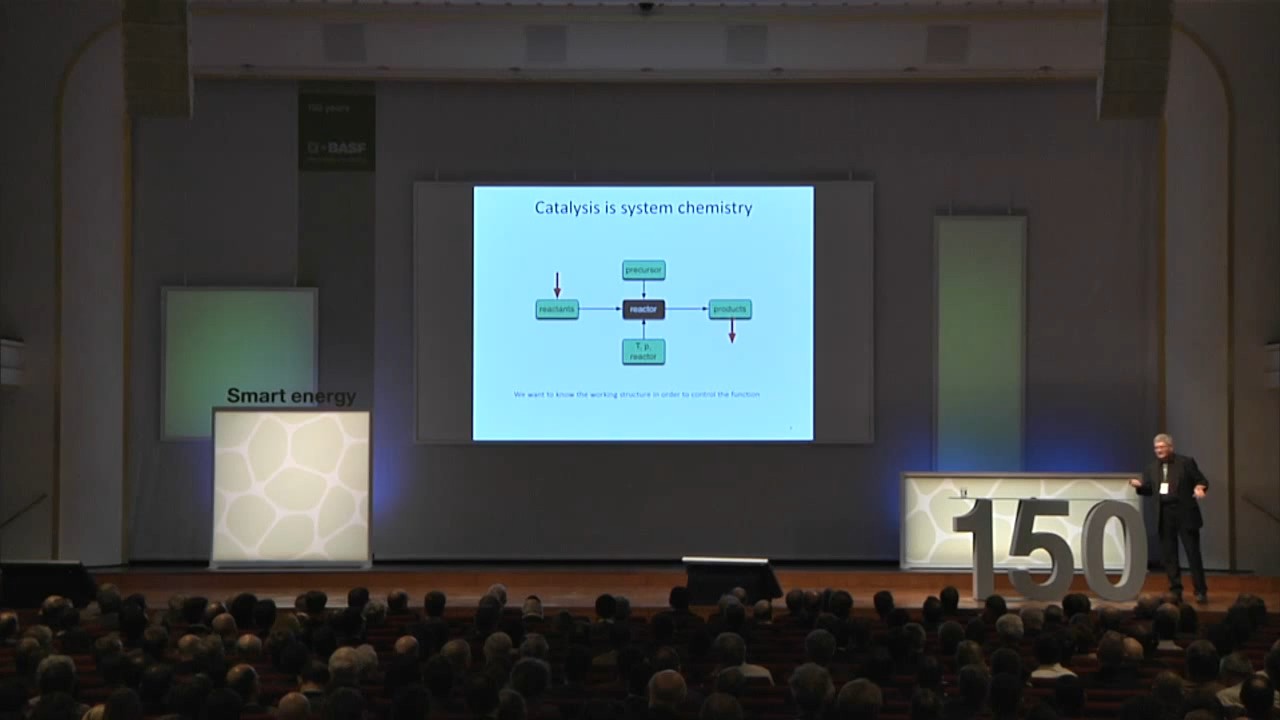 150 years
BASF
Catalysis is system chemistry
precursor
reactants
reactor
products
T, p,
reactor
We want to know the working structure in order to control the function
Smart energy
150